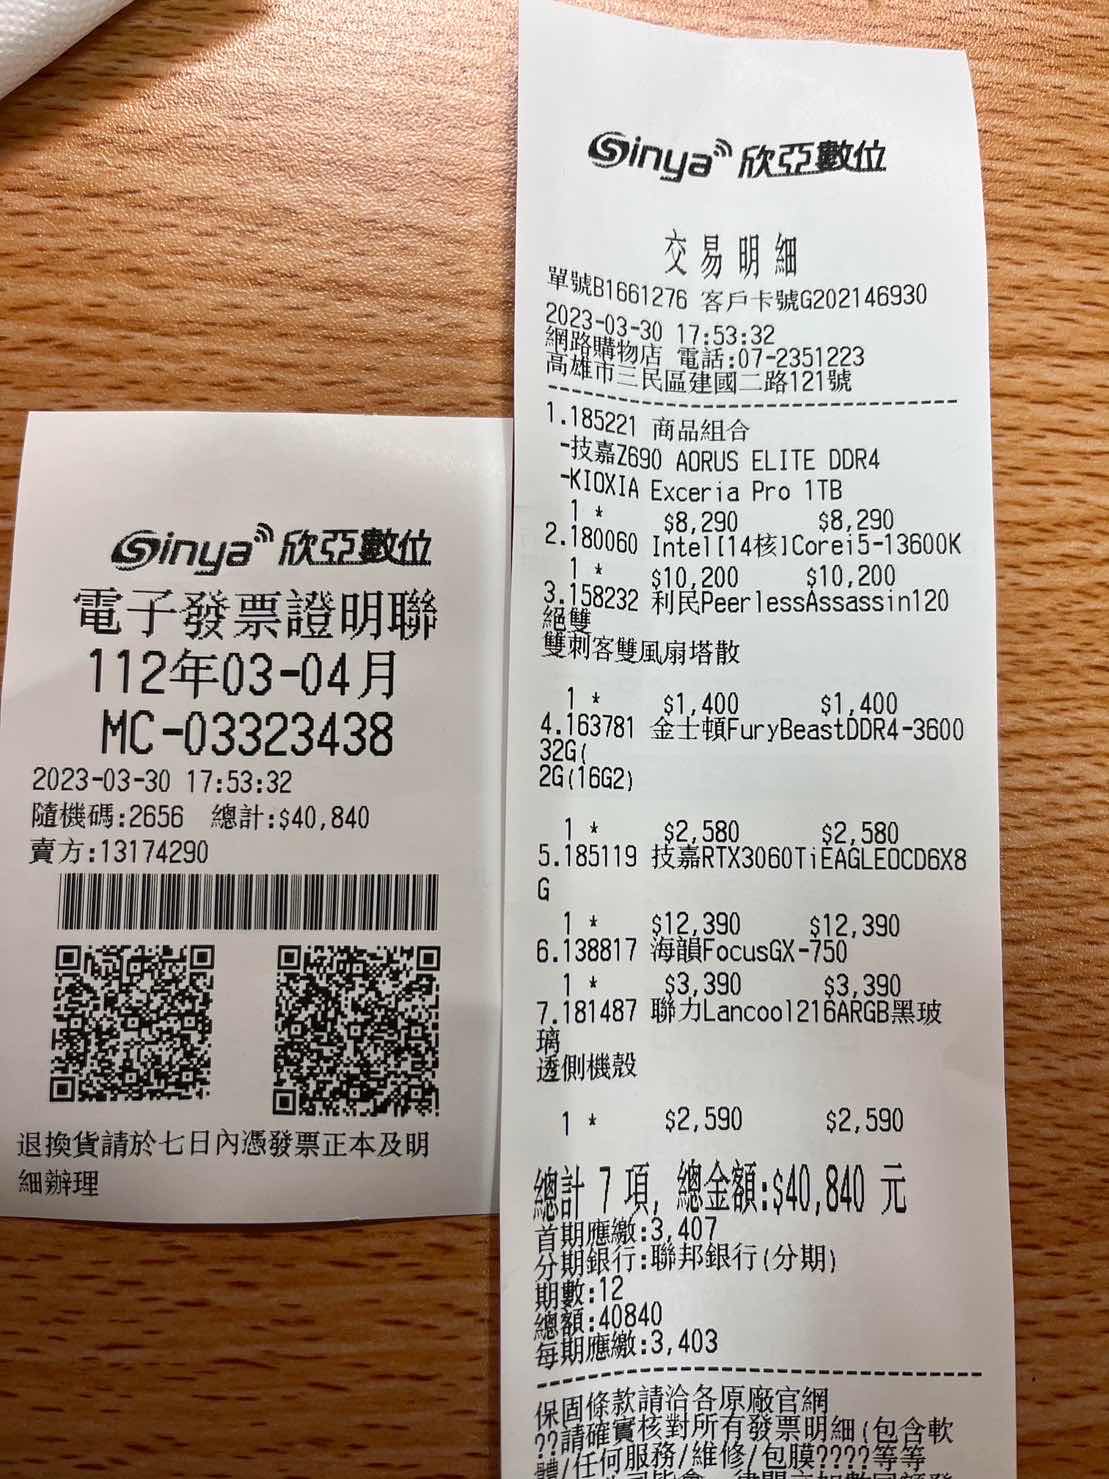 Sinya 欣亞數位
電子發票證明聯
112年03-04月
MC-03323438
2023-03-30 17:53:32
隨機碼:2656 總計:$40,840
賣方:13174290
退換貨請於七日內憑發票正本及明
細辦理
Sinya 欣亞數位
交易明細
單號B1661276 客戶卡號G202146930
2023-03-30 17:53:32
網路購物店 電話:07-2351223
高雄市三民區建國二路121號
1.185221 商品組合
-技嘉Z690 AORUS ELITE DDR4
-KIOXIA Exceria Pro 1TB
1 * $8,290 $8,290
2.180060 Intel[14核]Corei5-13600K
1 * $10,200 $10,200
3.158232 利民PeerlessAssassin120
絕雙
雙刺客雙風扇塔散
1 * $1,400 $1,400
4.163781 金士頓FuryBeastDDR4-3600
32G(
2G(16G2)
1 * $2,580 $2,580
5.185119 技嘉RTX3060TiEAGLEOCD6X8
G
1 * $12,390 $12,390
6.138817 海韻FocusGX-750
1 * $3,390 $3,390
7.181487 聯力Lancool216ARGB黑玻
璃
透側機殼
1 * $2,590 $2,590
總計 7 項, 總金額:$40,840 元
首期應繳:3,407
分期銀行:聯邦銀行(分期)
期數:12
總額:40840
每期應繳:3,403
保固條款請洽各原廠官網
??請確實核對所有發票明細(包含軟
體/任何服務/維修/包膜????等等